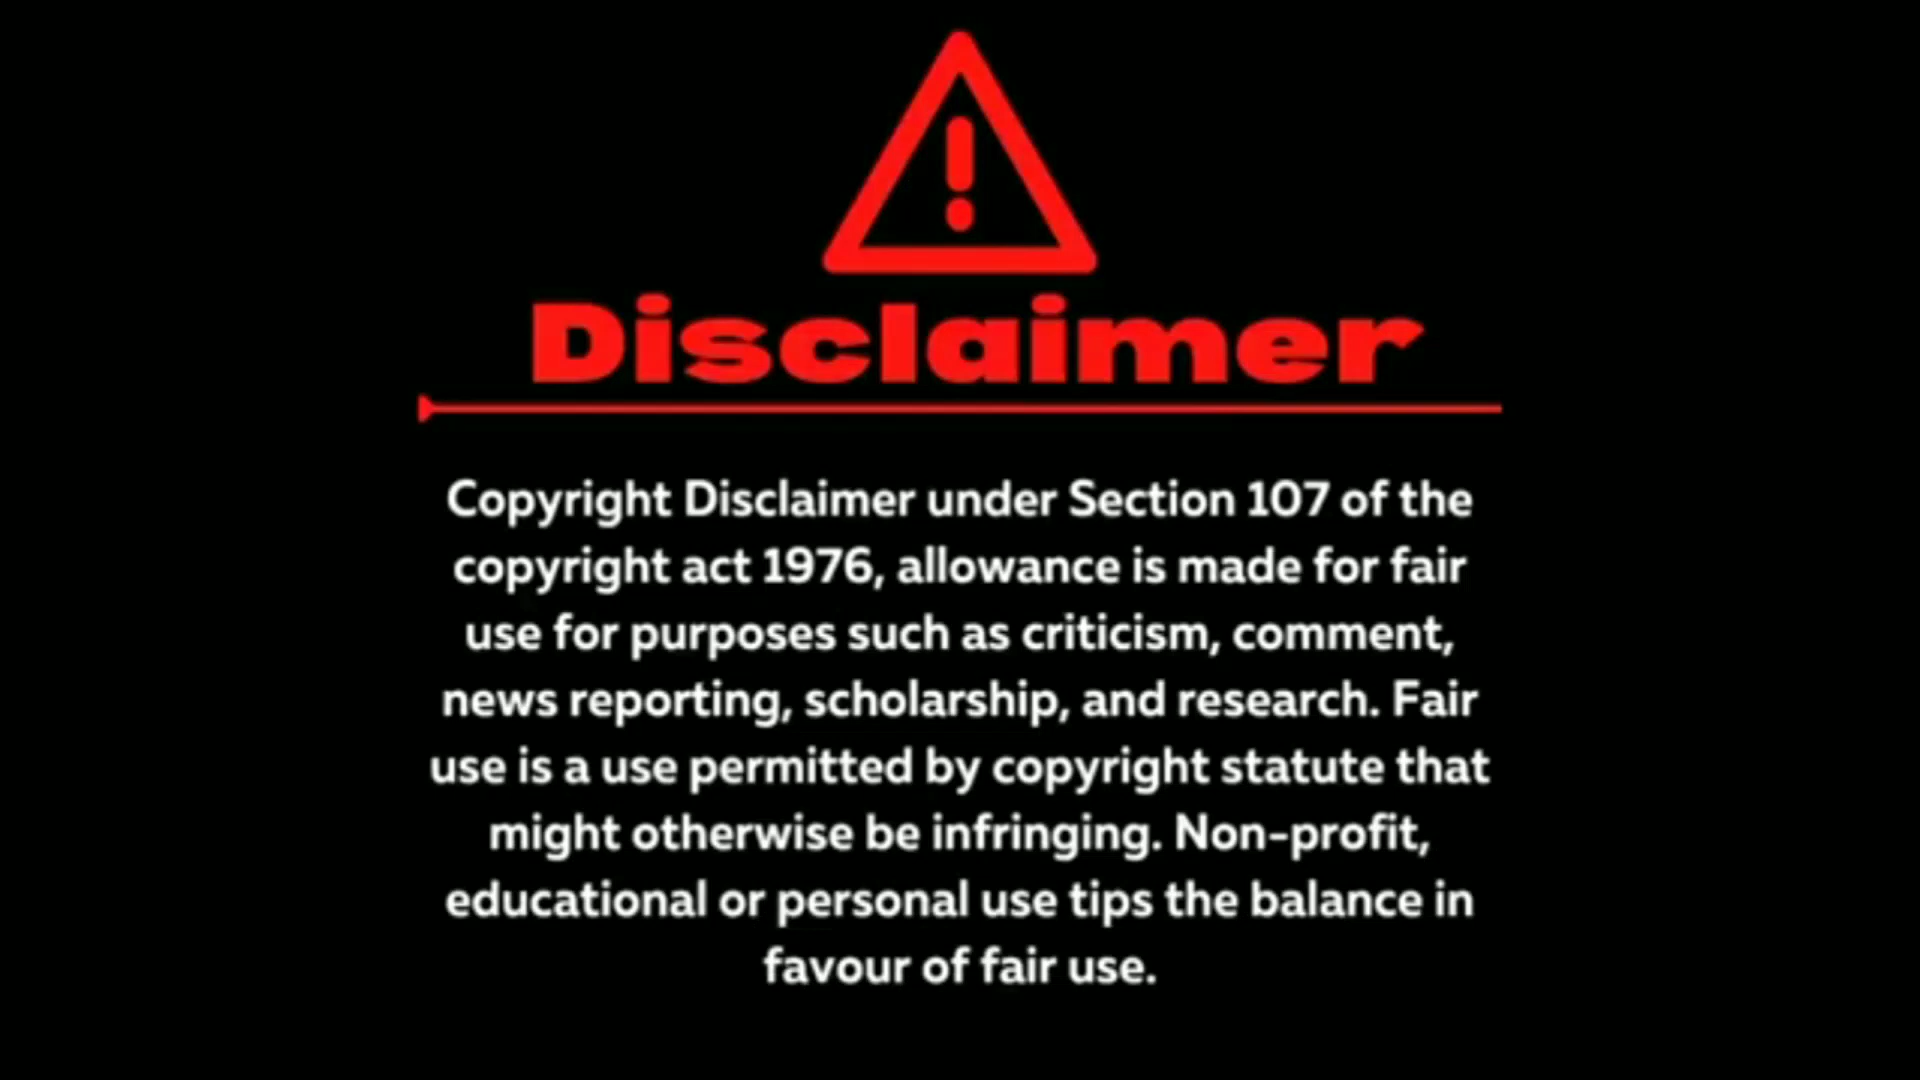 Disclaimer
Copyright Disclaimer under Section 107 of the
copyright act 1976, allowance is made for fair
use for purposes such as criticism, comment,
news reporting, scholarship, and research. Fair
use is a use permitted by copyright statute that
might otherwise be infringing. Non-profit,
educational or personal use tips the balance in
favour of fair use.